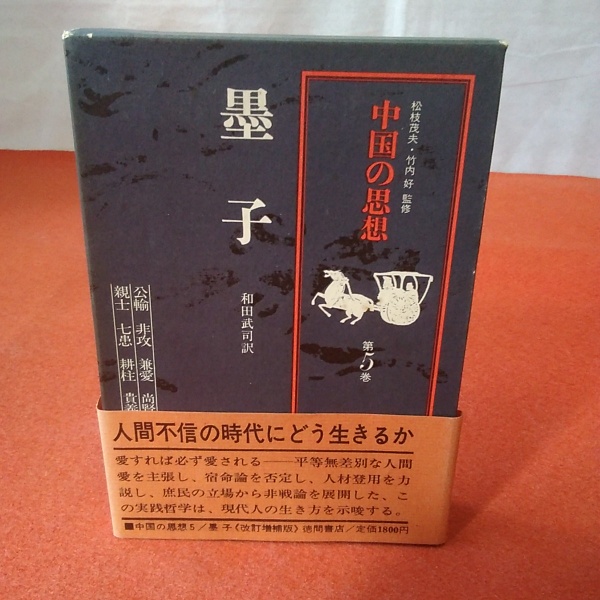 松枝茂夫・竹内 好 監修
中国の思想
第5巻
墨子
和田武司訳
公輸 非攻 兼愛 尚賢
親士 七患 耕柱 貴義
人間不信の時代にどう生きるか
愛すれば必ず愛される――平等無差別な人間
愛を主張し、宿命論を否定し、人材登用を力
説し、庶民の立場から非戦論を展開した、こ
の実践哲学は、現代人の生き方を示唆する。
■中国の思想5/墨子《改訂増補版》徳間書店/定価1800円